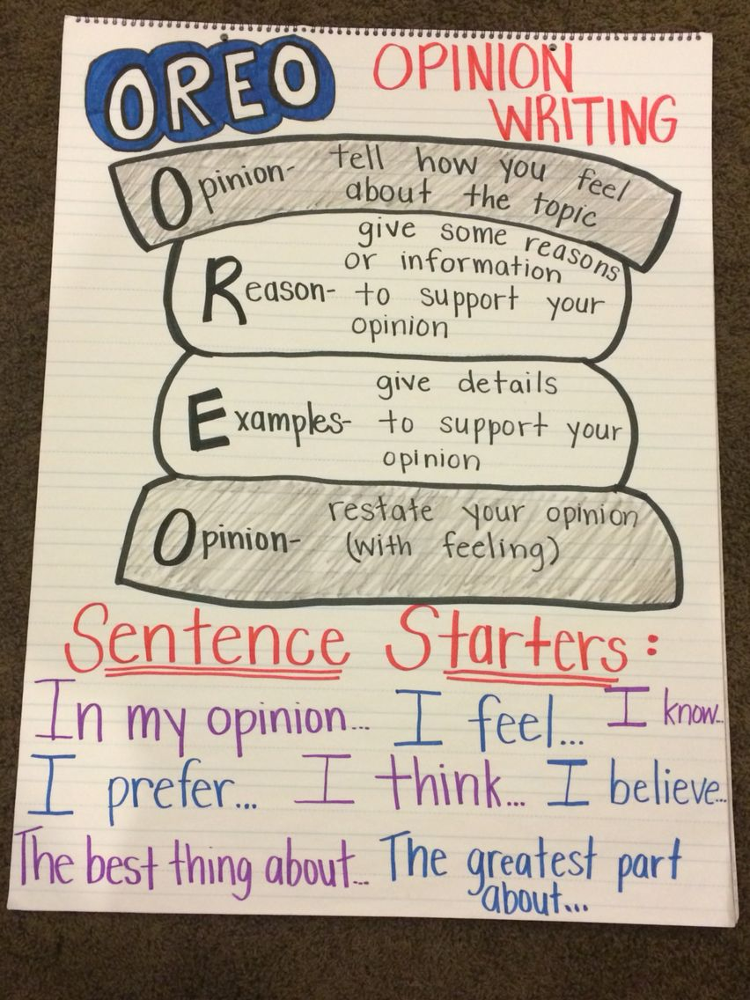 OREO OPINION
WRITING
Opinion- tell how you feel
about the topic
give some reasons
or information
Reason- to support your
opinion
give details
Examples- to support your
opinion
restate your opinion
Opinion- (with feeling)
Sentence Starters:
In my opinion... I feel... I know...
I prefer... I think... I believe...
The best thing about... The greatest part
about...